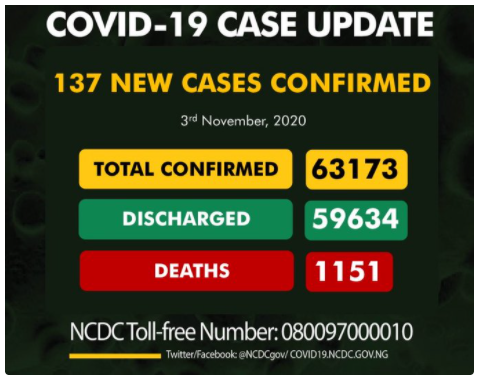 COVID-19 CASE UPDATE
137 NEW CASES CONFIRMED
3rd November, 2020
TOTAL CONFIRMED 63173
DISCHARGED 59634
DEATHS 1151
NCDC Toll-free Number: 080097000010
Twitter/Facebook: @NCDCgov/ COVID19.NCDC.GOV.NG